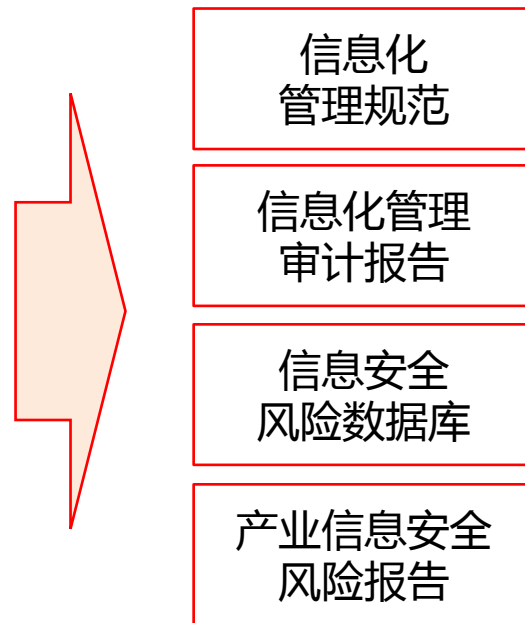 信息化
管理规范
信息化管理
审计报告
信息安全
风险数据库
产业信息安全
风险报告